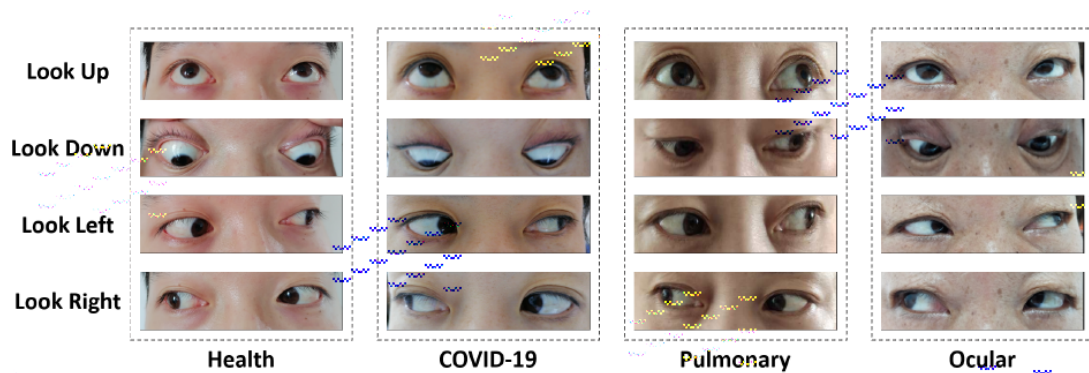 Look Up
Look Down
Look Left
Look Right
Health COVID-19 Pulmonary Ocular